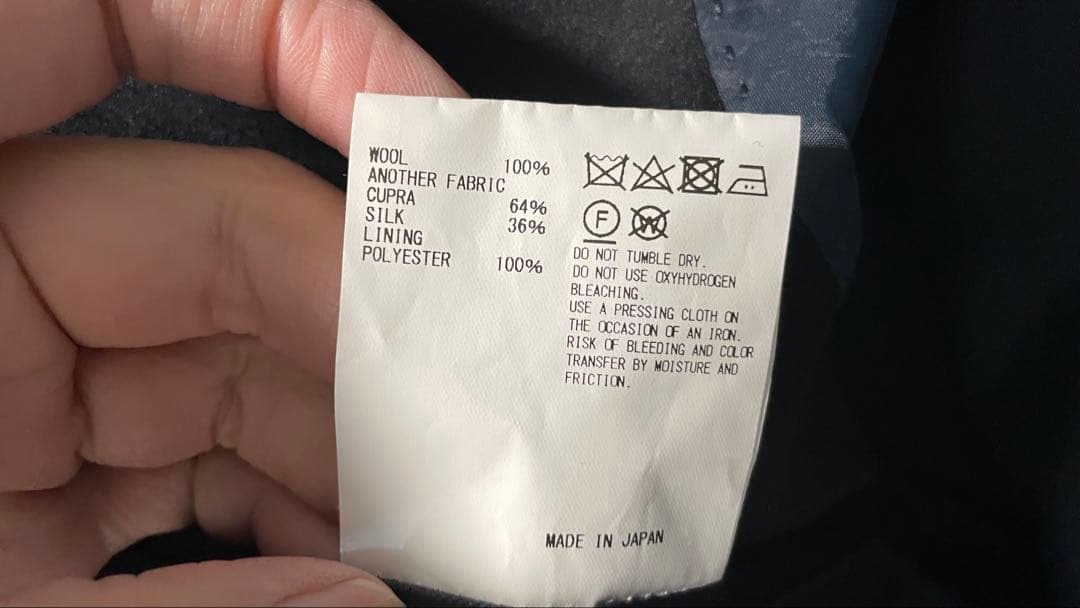 WOOL 100%
ANOTHER FABRIC
CUPRA 64%
SILK 36%
LINING
POLYESTER 100%
F
W
DO NOT TUMBLE DRY.
DO NOT USE OXYHYDROGEN
BLEACHING.
USE A PRESSING CLOTH ON
THE OCCASION OF AN IRON.
RISK OF BLEEDING AND COLOR
TRANSFER BY MOISTURE AND
FRICTION.
MADE IN JAPAN